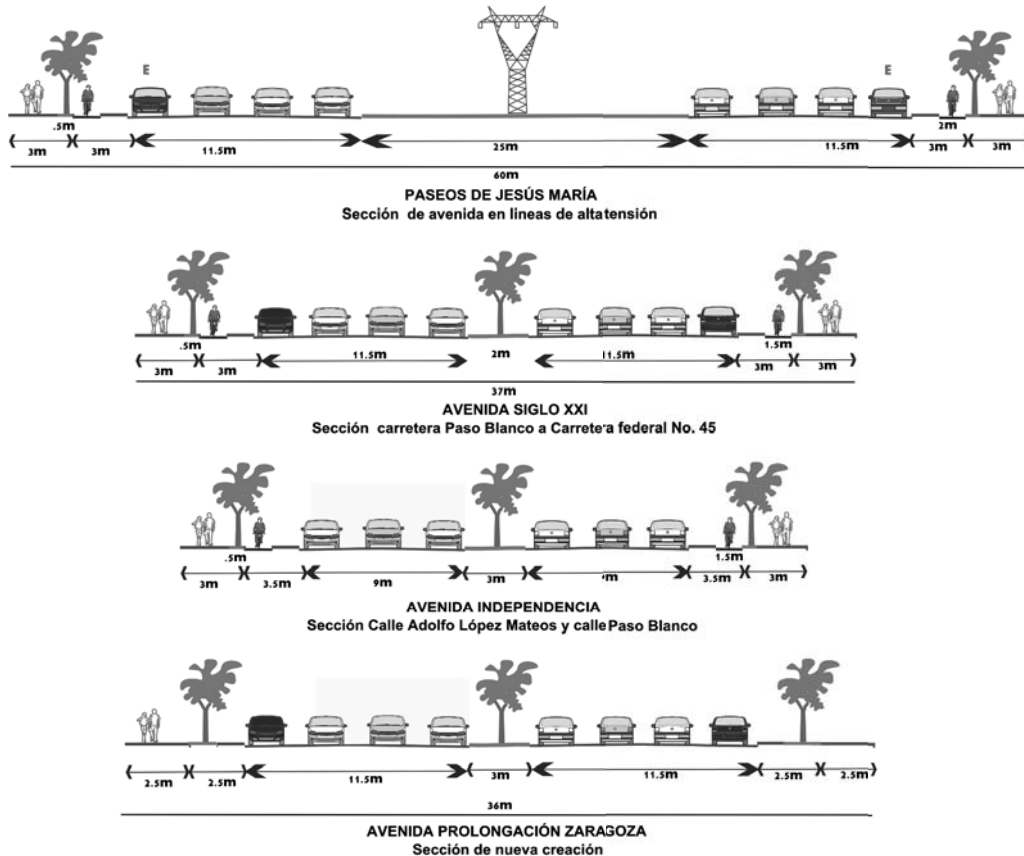 E E
.5m 2m
3m 3m 11.5m 25m 11.5m 3m 3m
60m
PASEOS DE JESÚS MARÍA
Sección de avenida en lineas de altatensión
.5m 1.5m
3m 3m 11.5m 2m 11.5m 3m 3m
37m
AVENIDA SIGLO XXI
Sección carretera Paso Blanco a Carretera federal No. 45
.5m 1.5m
3m 3.5m 9m 3m m 3.5m 3m
AVENIDA INDEPENDENCIA
Sección Calle Adolfo López Mateos y calle Paso Blanco
2.5m 2.5m 11.5m 3m 11.5m 2.5m 2.5m
36m
AVENIDA PROLONGACIÓN ZARAGOZA
Sección de nueva creación